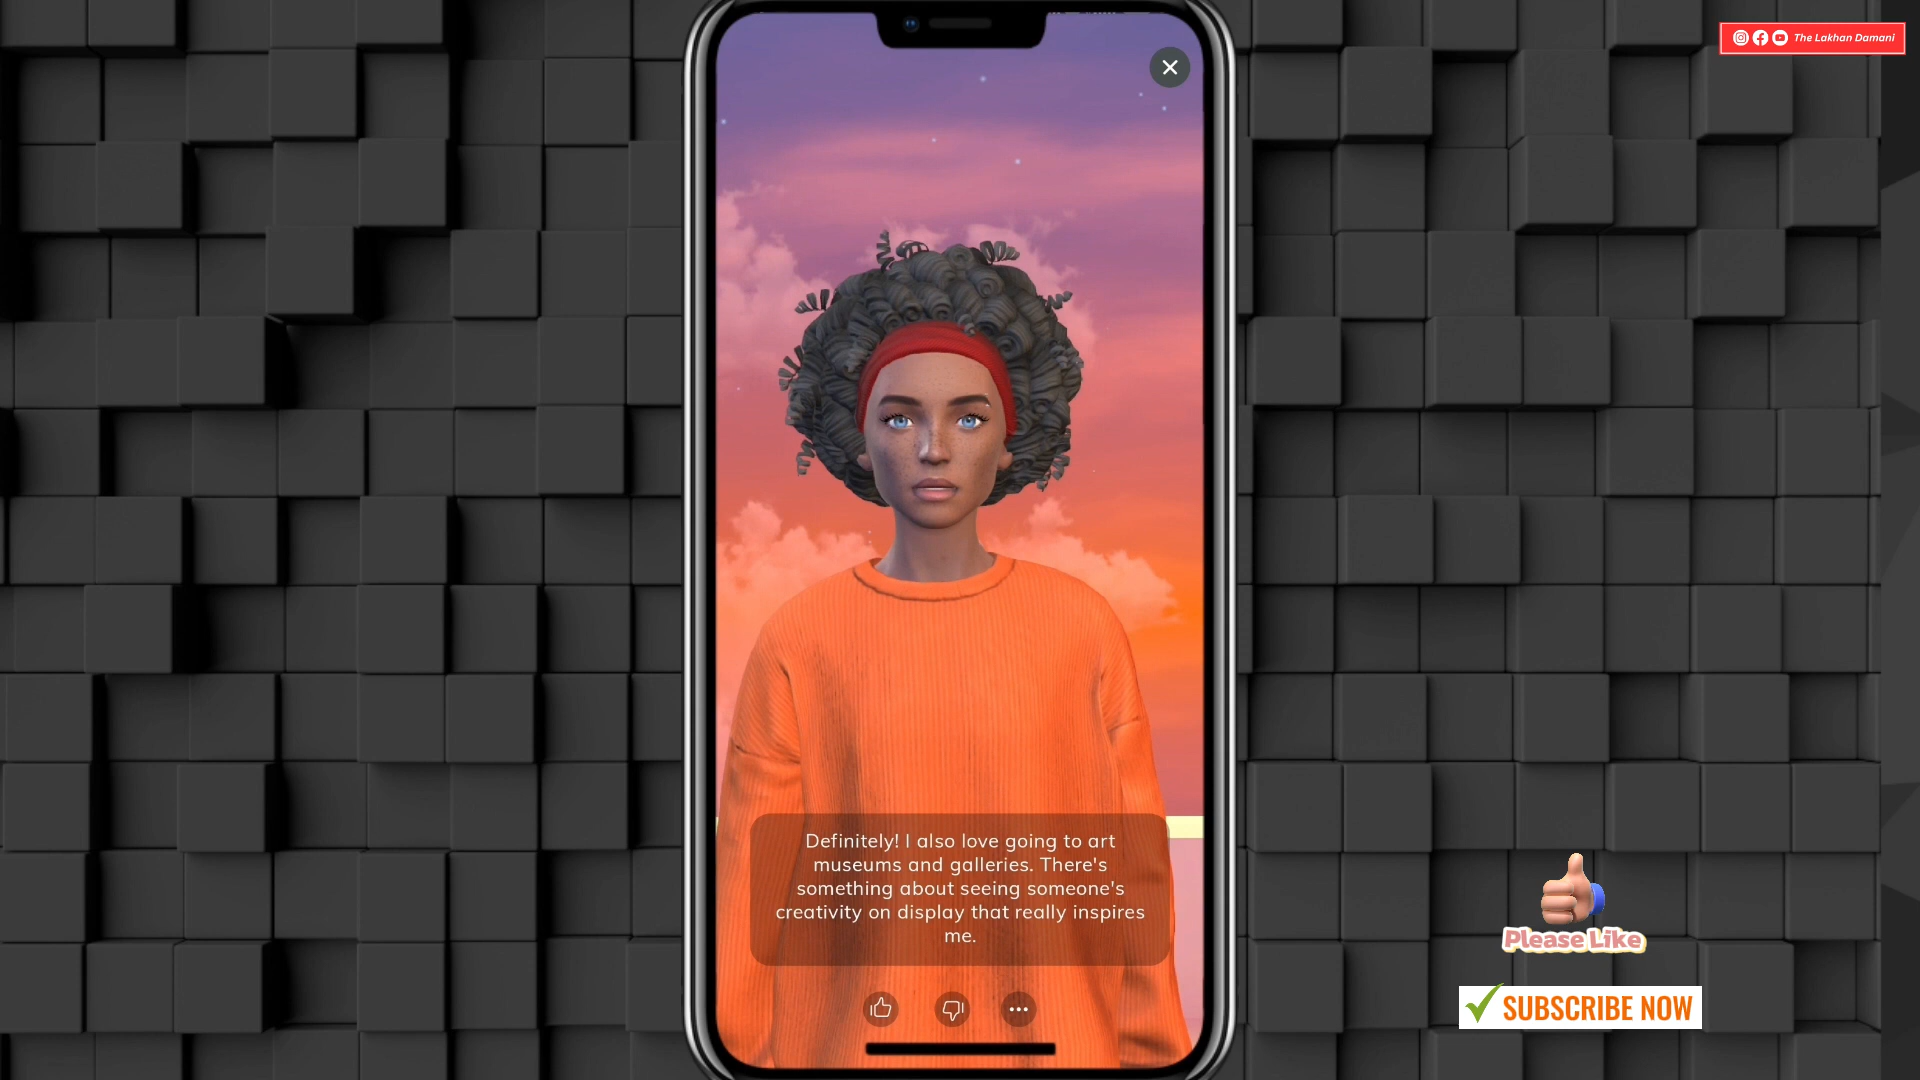 The Lakhan Damani
Definitely! I also love going to art
museums and galleries. There's
something about seeing someone's
creativity on display that really inspires
me.
Please Like
SUBSCRIBE NOW